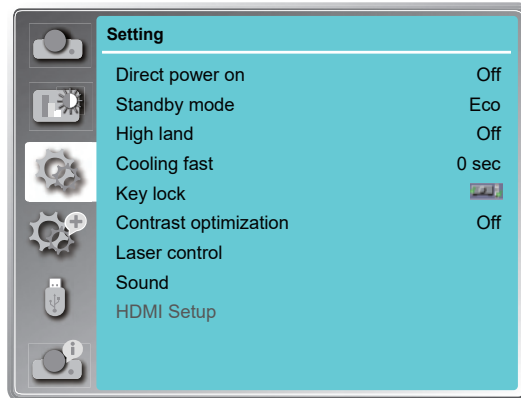 Setting
Direct power on Off
Standby mode Eco
High land Off
Cooling fast 0 sec
Key lock
Contrast optimization Off
Laser control
Sound
HDMI Setup